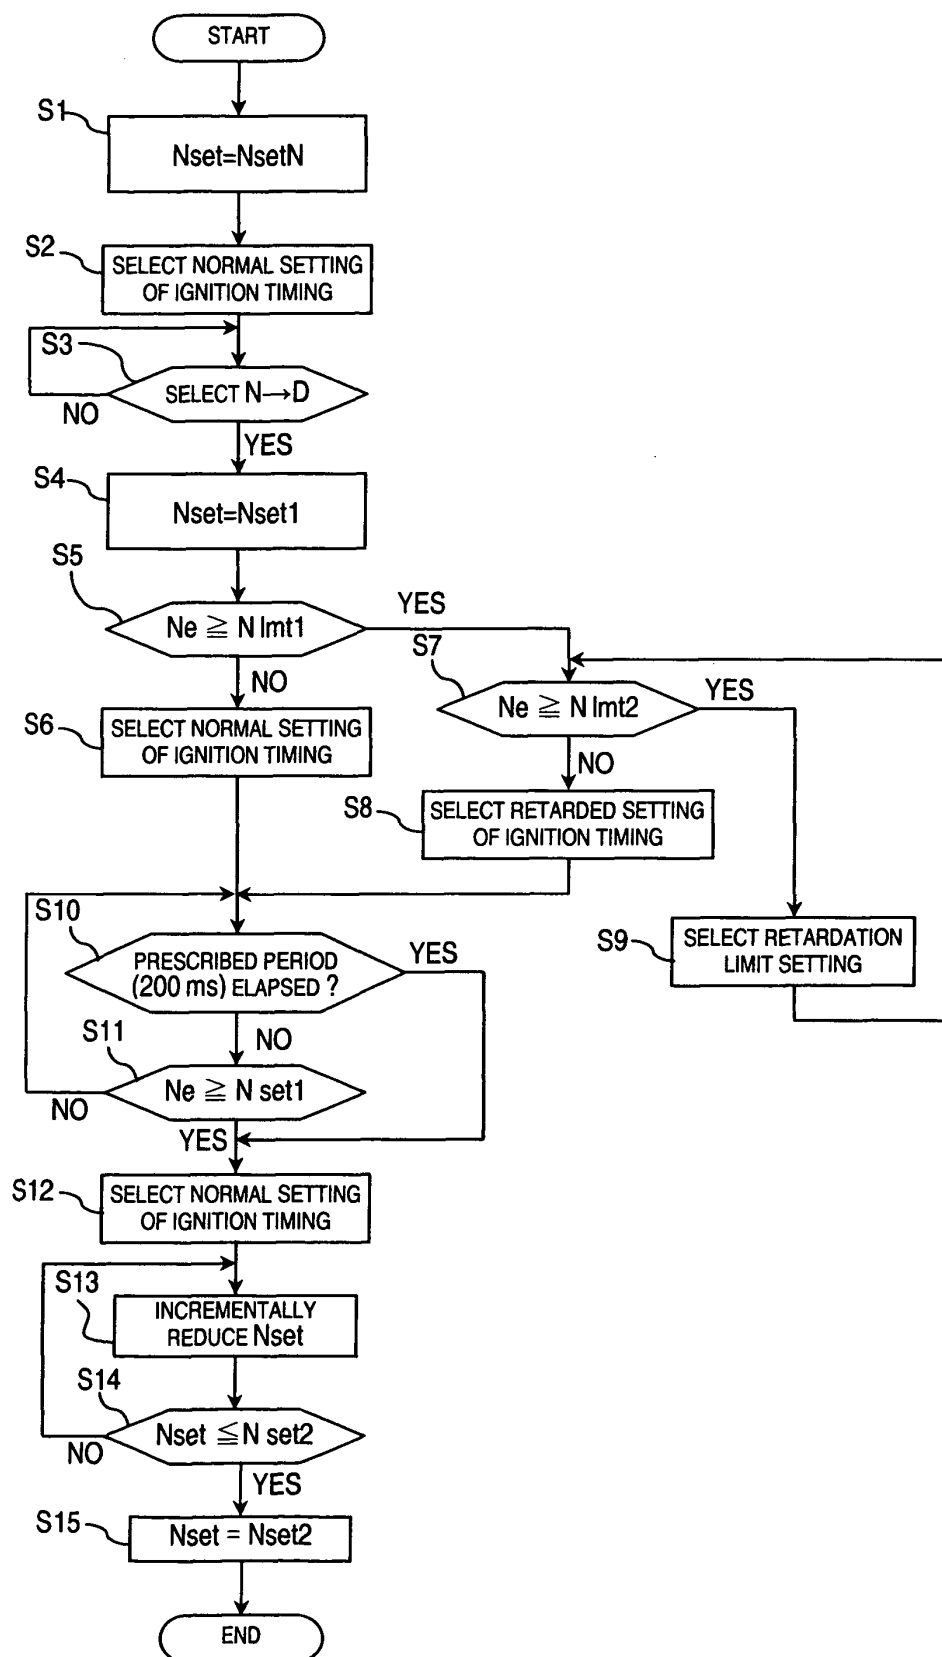 START
S1
Nset=NsetN
S2
SELECT NORMAL SETTING
OF IGNITION TIMING
S3
SELECT N→D
NO
YES
S4
Nset=Nset1
S5
Ne ≧ N lmt1
YES
NO
S7
Ne ≧ N lmt2
YES
NO
S6
SELECT NORMAL SETTING
OF IGNITION TIMING
S8
SELECT RETARDED SETTING
OF IGNITION TIMING
S9
SELECT RETARDATION
LIMIT SETTING
S10
PRESCRIBED PERIOD
(200 ms) ELAPSED ?
YES
NO
S11
Ne ≧ N set1
NO
YES
S12
SELECT NORMAL SETTING
OF IGNITION TIMING
S13
INCREMENTALLY
REDUCE Nset
S14
Nset ≦ N set2
NO
YES
S15
Nset = Nset2
END